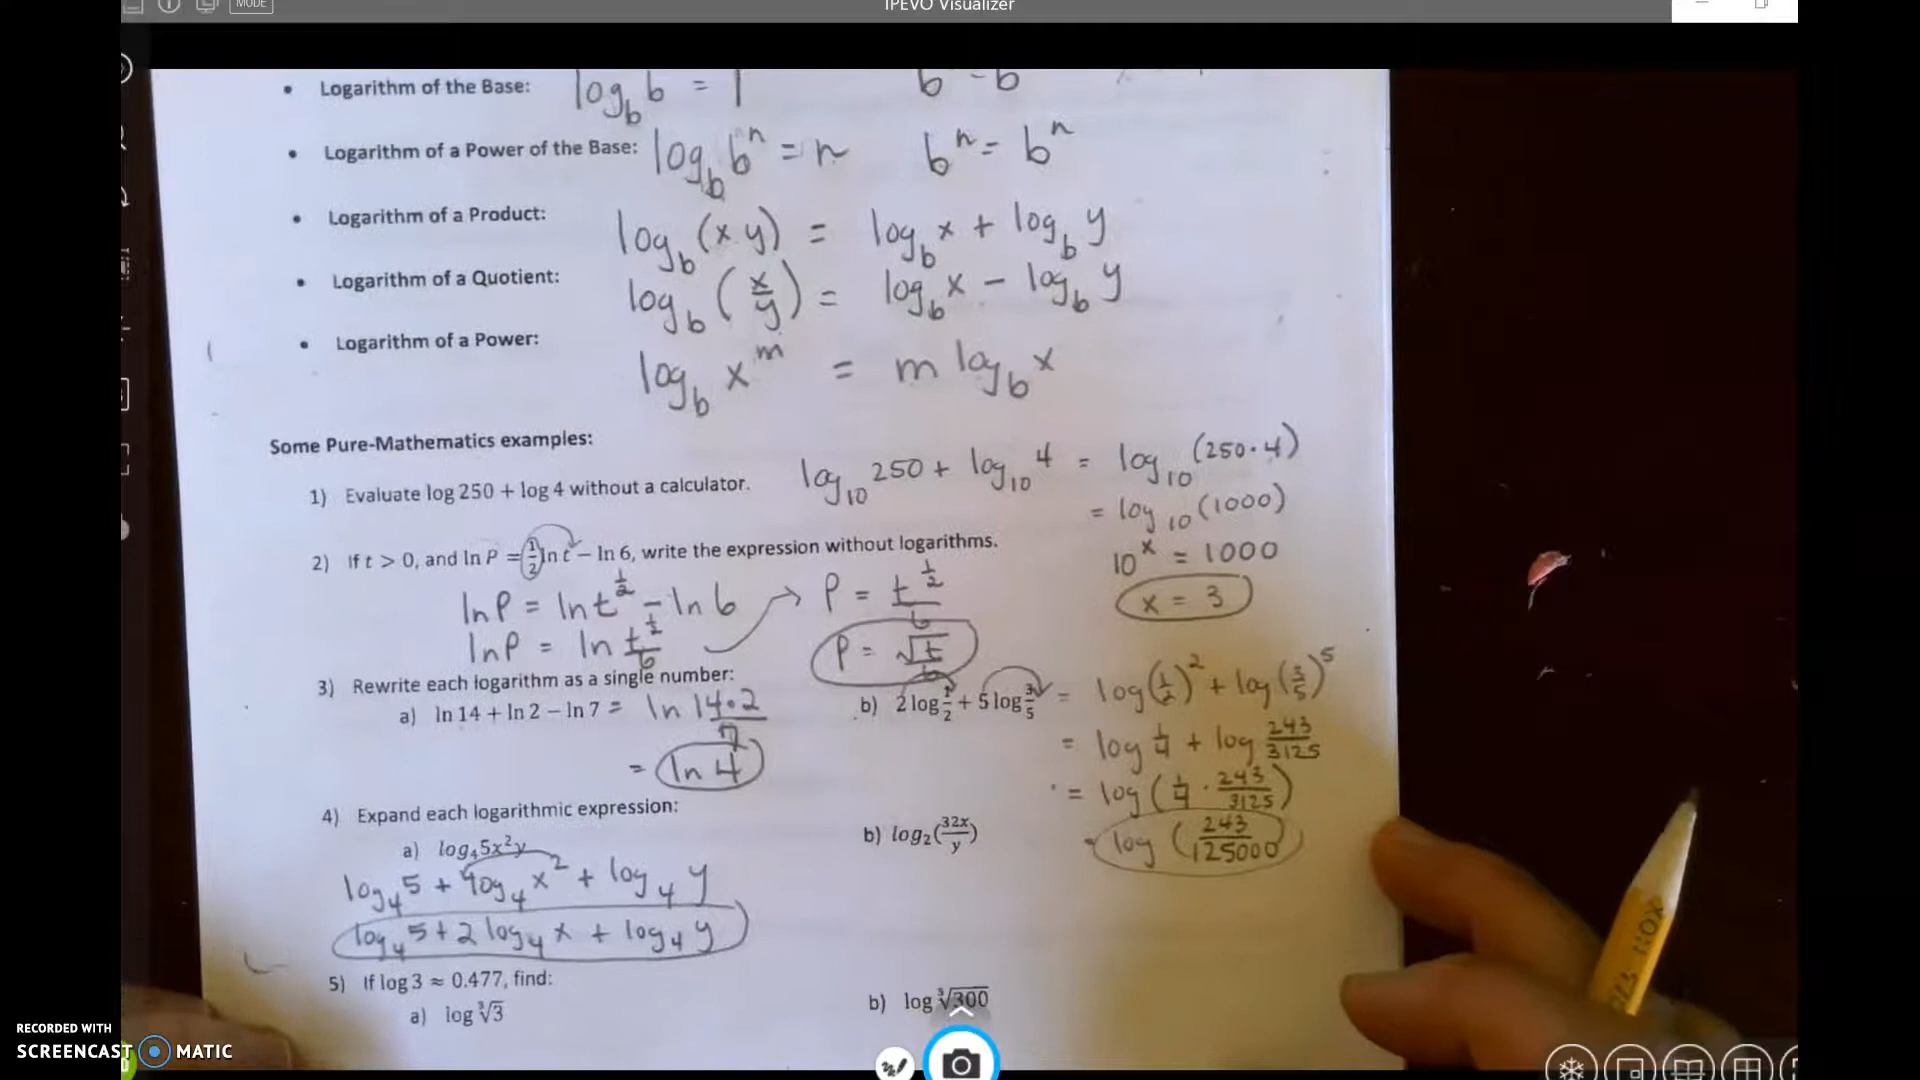 MODE
IPEVO Visualizer
• Logarithm of the Base: log_b b = 1
• Logarithm of a Power of the Base: log_b b^n = n b^n = b^n
• Logarithm of a Product: log_b (x y) = log_b x + log_b y
• Logarithm of a Quotient: log_b (x/y) = log_b x − log_b y
• Logarithm of a Power: log_b x^m = m log_b x
Some Pure-Mathematics examples:
1) Evaluate log 250 + log 4 without a calculator. log_10 250 + log_10 4 = log_10 (250·4)
= log_10 (1000)
10^x = 1000
x = 3
2) If t > 0, and ln P = 1/2 ln t − ln 6, write the expression without logarithms.
ln P = ln t^(1/2) − ln 6 → P = t^(1/2)/6
ln P = ln t^(1/2)/6
P = √t/6
3) Rewrite each logarithm as a single number:
a) ln 14 + ln 2 − ln 7 = ln 14·2/7
= ln 4
b) 2 log 1/2 + 5 log 3/5 = log(1/2)^2 + log(3/5)^5
= log 1/4 + log 243/3125
= log (1/4 · 243/3125)
= log (243/125000)
4) Expand each logarithmic expression:
a) log_4 5x²y
log_4 5 + log_4 x² + log_4 y
log_4 5 + 2 log_4 x + log_4 y
b) log_2(32x/y)
5) If log 3 ≈ 0.477, find:
a) log ∛3
b) log ∛300
RECORDED WITH
SCREENCAST MATIC